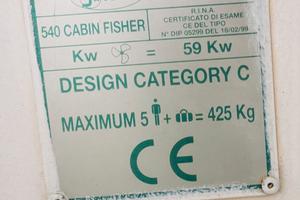 540 CABIN FISHER
R.I.N.A.
CERTIFICATO DI ESAME
CE DEL TIPO
N° DIP 05299 DEL 16/02/99
Kw = 59 Kw
DESIGN CATEGORY C
MAXIMUM 5 + = 425 Kg
CE